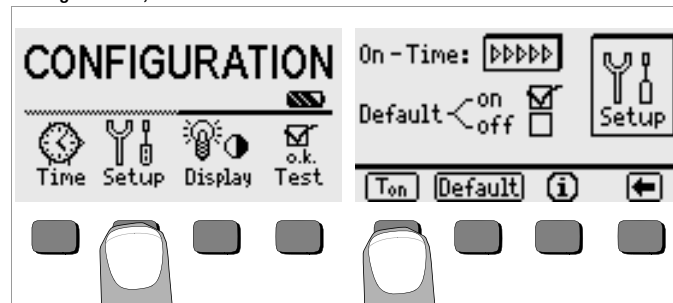 CONFIGURATION
Time Setup Display o.k. Test
On-Time: ▷▷▷▷▷
Default on
off
Setup
Ton Default i